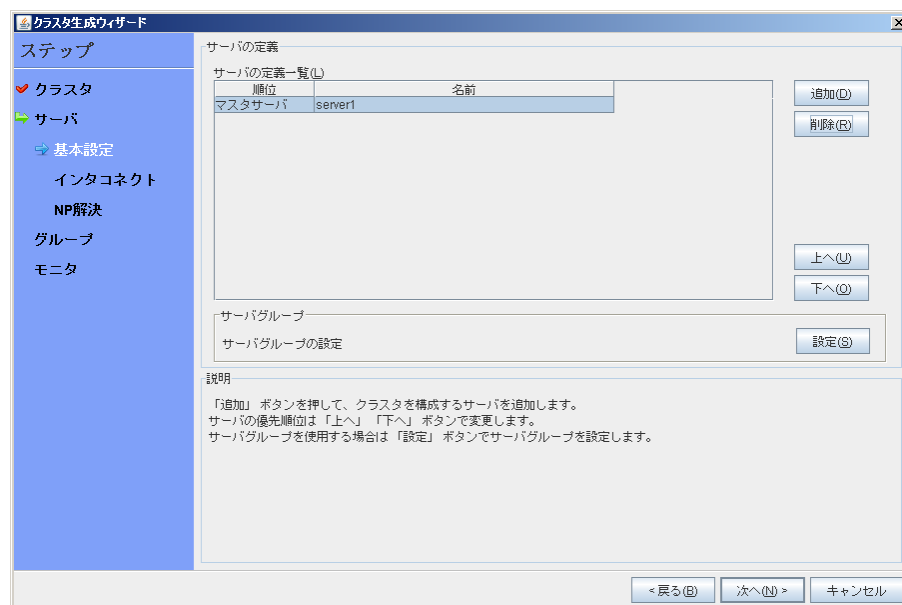 クラスタ生成ウィザード
ステップ
クラスタ
サーバ
基本設定
インタコネクト
NP解決
グループ
モニタ
サーバの定義
サーバの定義一覧(L)
順位 名前
マスタサーバ server1
追加(D)
削除(R)
上へ(U)
下へ(O)
サーバグループ
サーバグループの設定
設定(S)
説明
「追加」 ボタンを押して、クラスタを構成するサーバを追加します。
サーバの優先順位は 「上へ」 「下へ」 ボタンで変更します。
サーバグループを使用する場合は 「設定」 ボタンでサーバグループを設定します。
<戻る(B)
次へ(N)>
キャンセル